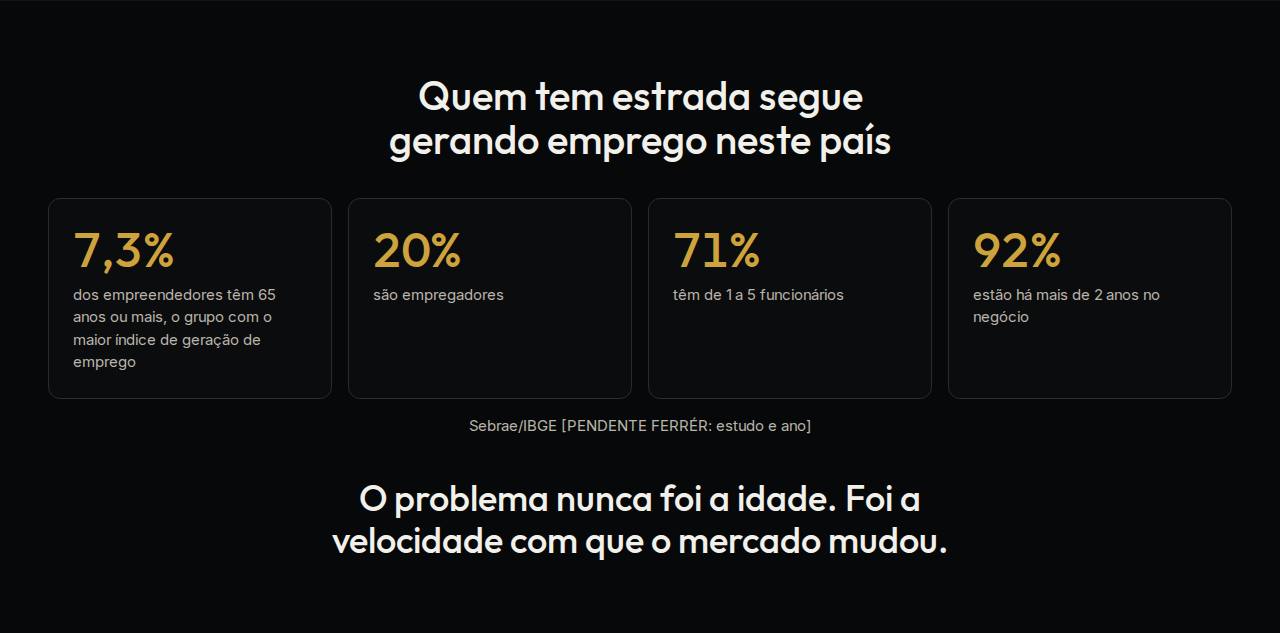 Quem tem estrada segue
gerando emprego neste país
7,3%
dos empreendedores têm 65
anos ou mais, o grupo com o
maior índice de geração de
emprego
20%
são empregadores
71%
têm de 1 a 5 funcionários
92%
estão há mais de 2 anos no
negócio
Sebrae/IBGE [PENDENTE FERRÉR: estudo e ano]
O problema nunca foi a idade. Foi a
velocidade com que o mercado mudou.